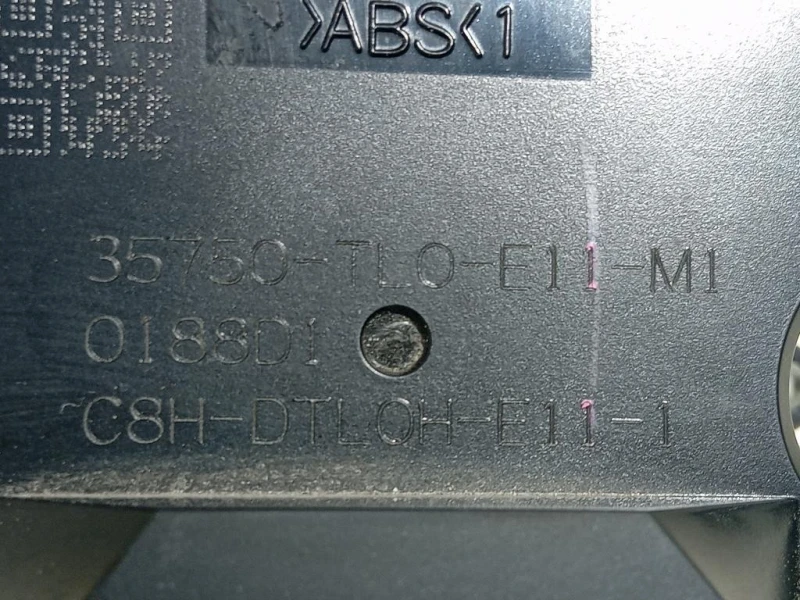 >ABS<1
35750-TL0-E11-M1
0188D1
C8H-DTL0H-E11-1